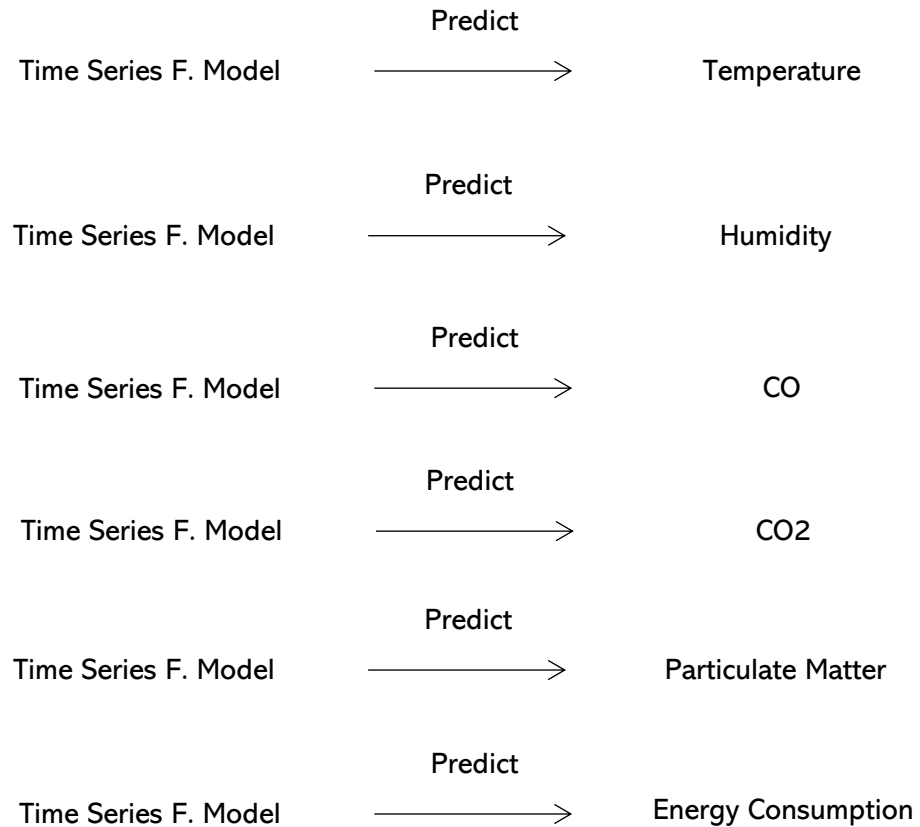 Predict
Time Series F. Model Temperature
Predict
Time Series F. Model Humidity
Predict
Time Series F. Model CO
Predict
Time Series F. Model CO2
Predict
Time Series F. Model Particulate Matter
Predict
Time Series F. Model Energy Consumption